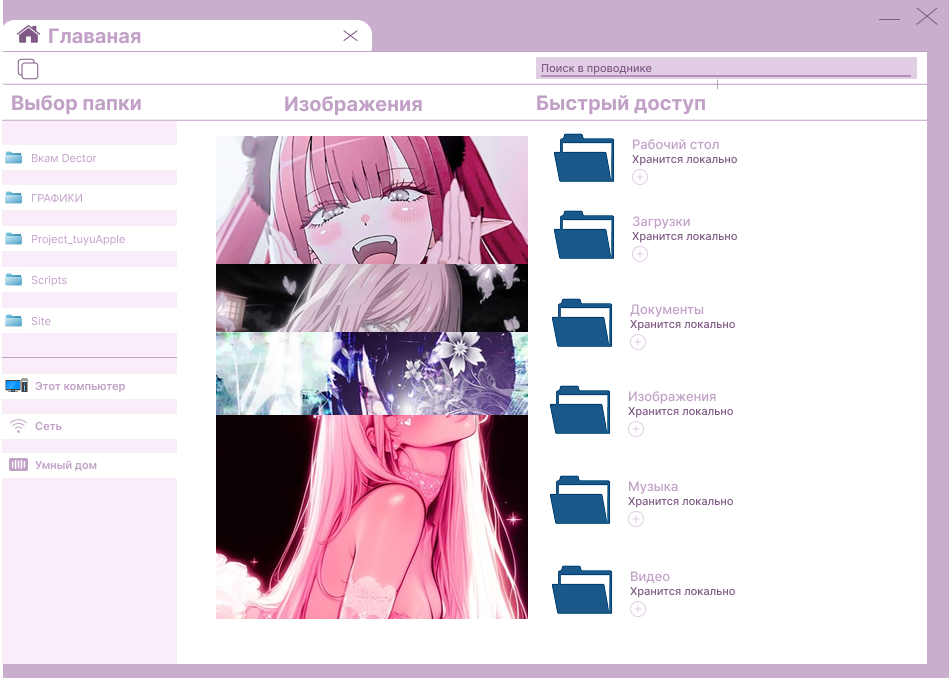 Главаная
Поиск в проводнике
Выбор папки
Изображения
Быстрый доступ
Вкам Dector
ГРАФИКИ
Project_tuyuApple
Scripts
Site
Этот компьютер
Сеть
Умный дом
Рабочий стол
Хранится локально
Загрузки
Хранится локально
Документы
Хранится локально
Изображения
Хранится локально
Музыка
Хранится локально
Видео
Хранится локально